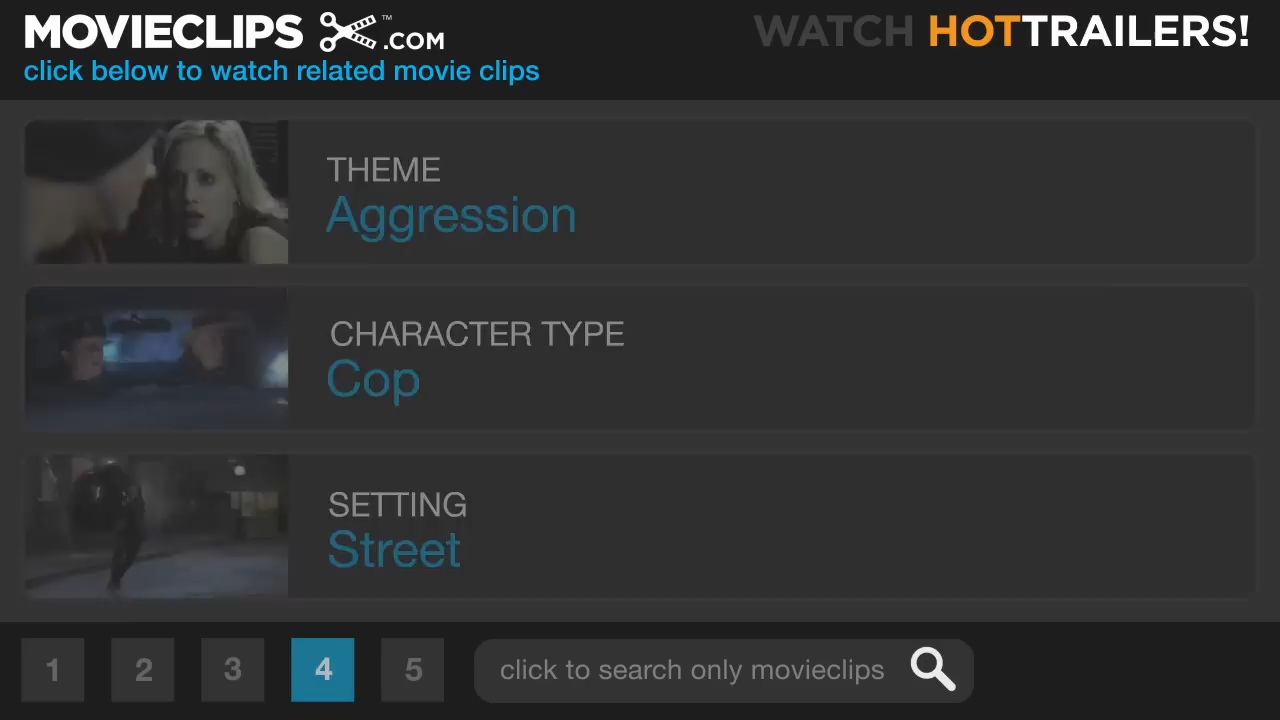 MOVIECLIPS ™ .COM
WATCH HOTTRAILERS!
click below to watch related movie clips
THEME
Aggression
CHARACTER TYPE
Cop
SETTING
Street
1 2 3 4 5 click to search only movieclips